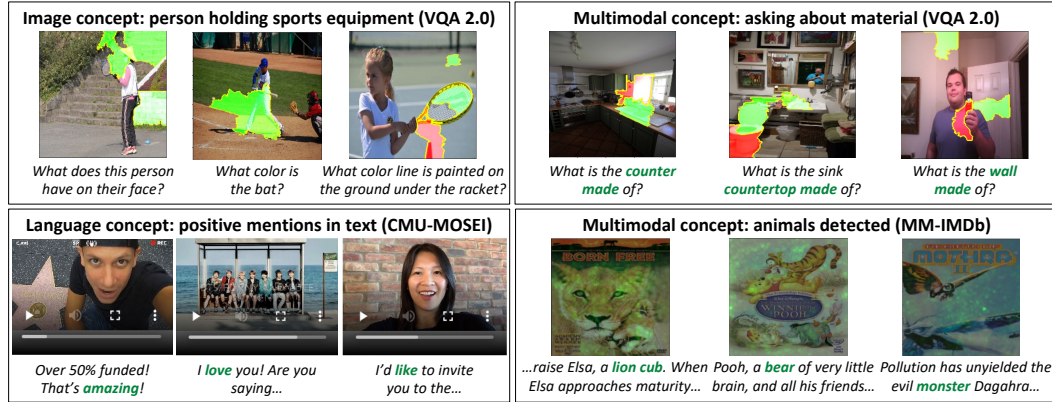 Image concept: person holding sports equipment (VQA 2.0)
What does this person
have on their face?
What color is
the bat?
What color line is painted on
the ground under the racket?
Multimodal concept: asking about material (VQA 2.0)
What is the counter
made of?
What is the sink
countertop made of?
What is the wall
made of?
Language concept: positive mentions in text (CMU-MOSEI)
Over 50% funded!
That's amazing!
I love you! Are you
saying…
I'd like to invite
you to the…
Multimodal concept: animals detected (MM-IMDb)
BORN FREE
WINNIE
POOH
MOTHRA
…raise Elsa, a lion cub. When
Elsa approaches maturity…
Pooh, a bear of very little
brain, and all his friends…
Pollution has unyielded the
evil monster Dagahra…